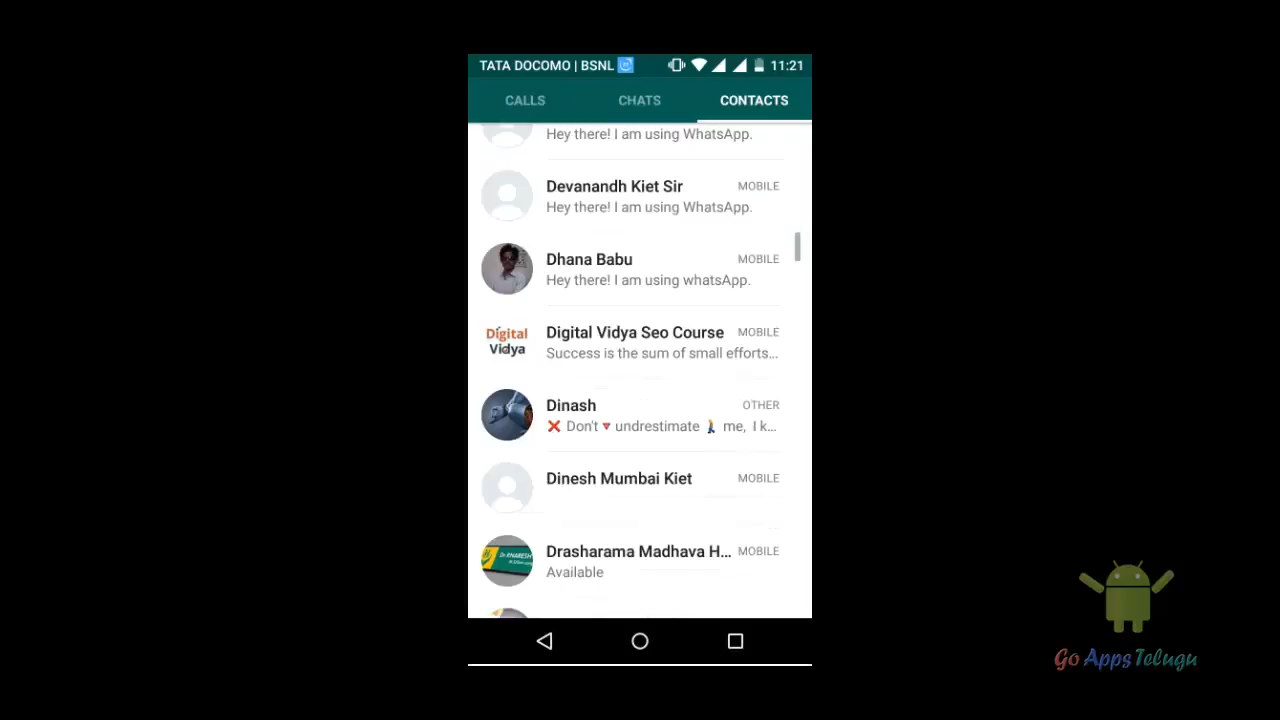 TATA DOCOMO | BSNL 11:21
CALLS CHATS CONTACTS
Hey there! I am using WhatsApp.
Devanandh Kiet Sir MOBILE
Hey there! I am using WhatsApp.
Dhana Babu MOBILE
Hey there! I am using whatsApp.
Digital
Vidya
Digital Vidya Seo Course MOBILE
Success is the sum of small efforts...
Dinash OTHER
❌ Don't🔻undrestimate 🚶 me, I k...
Dinesh Mumbai Kiet MOBILE
Drasharama Madhava H... MOBILE
Available
Go Apps Telugu